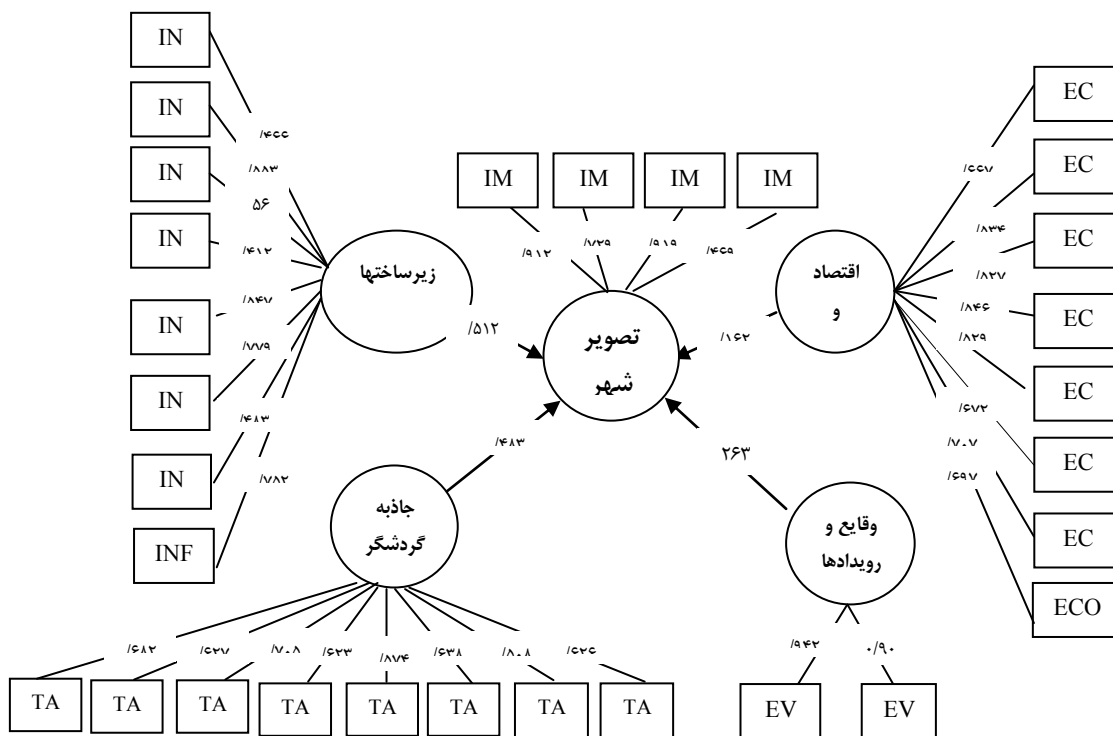 IN
IN
IN
IN
IN
IN
IN
INF
/۸۸۳
۵۶
/۴۱۲
/۸۴۷
/۷۷۹
/۴۸۳
/۷۸۲
زیرساختها
/۵۱۲
IM
IM
IM
IM
/۹۱۲
/۷۲۹
/۹۱۹
/۴۶۹
تصویر
شهر
اقتصاد
و
/۱۶۲
EC
EC
EC
EC
EC
EC
EC
ECO
/۶۶۷
/۸۳۴
/۸۲۷
/۸۴۶
/۸۲۹
/۶۷۲
/۷۰۷
/۶۹۷
جاذبه
گردشگر
/۴۸۳
/۶۸۲
/۶۲۷
/۷۰۸
/۶۲۳
/۸۷۴
/۶۳۸
/۸۰۸
/۶۲۶
TA
TA
TA
TA
TA
TA
TA
TA
۲۶۳
وقایع و
رویدادها
/۹۴۲
۰/۹۰
EV
EV